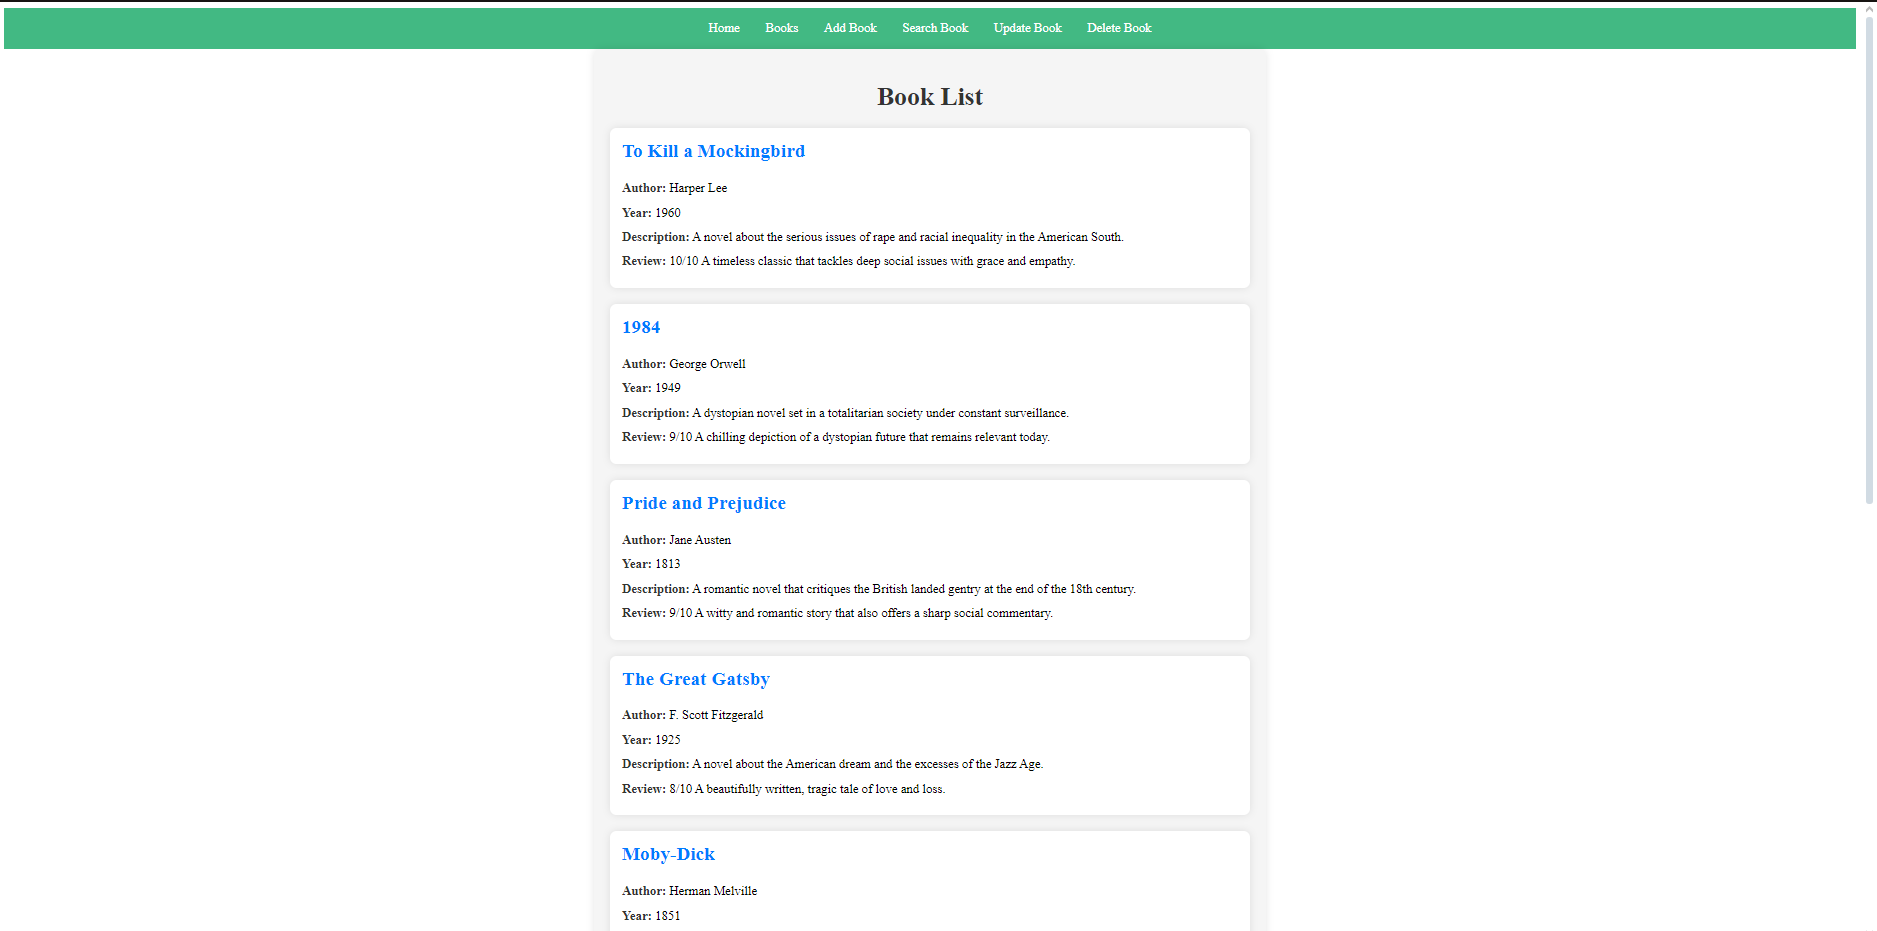 Home Books Add Book Search Book Update Book Delete Book
Book List
To Kill a Mockingbird
Author: Harper Lee
Year: 1960
Description: A novel about the serious issues of rape and racial inequality in the American South.
Review: 10/10 A timeless classic that tackles deep social issues with grace and empathy.
1984
Author: George Orwell
Year: 1949
Description: A dystopian novel set in a totalitarian society under constant surveillance.
Review: 9/10 A chilling depiction of a dystopian future that remains relevant today.
Pride and Prejudice
Author: Jane Austen
Year: 1813
Description: A romantic novel that critiques the British landed gentry at the end of the 18th century.
Review: 9/10 A witty and romantic story that also offers a sharp social commentary.
The Great Gatsby
Author: F. Scott Fitzgerald
Year: 1925
Description: A novel about the American dream and the excesses of the Jazz Age.
Review: 8/10 A beautifully written, tragic tale of love and loss.
Moby-Dick
Author: Herman Melville
Year: 1851